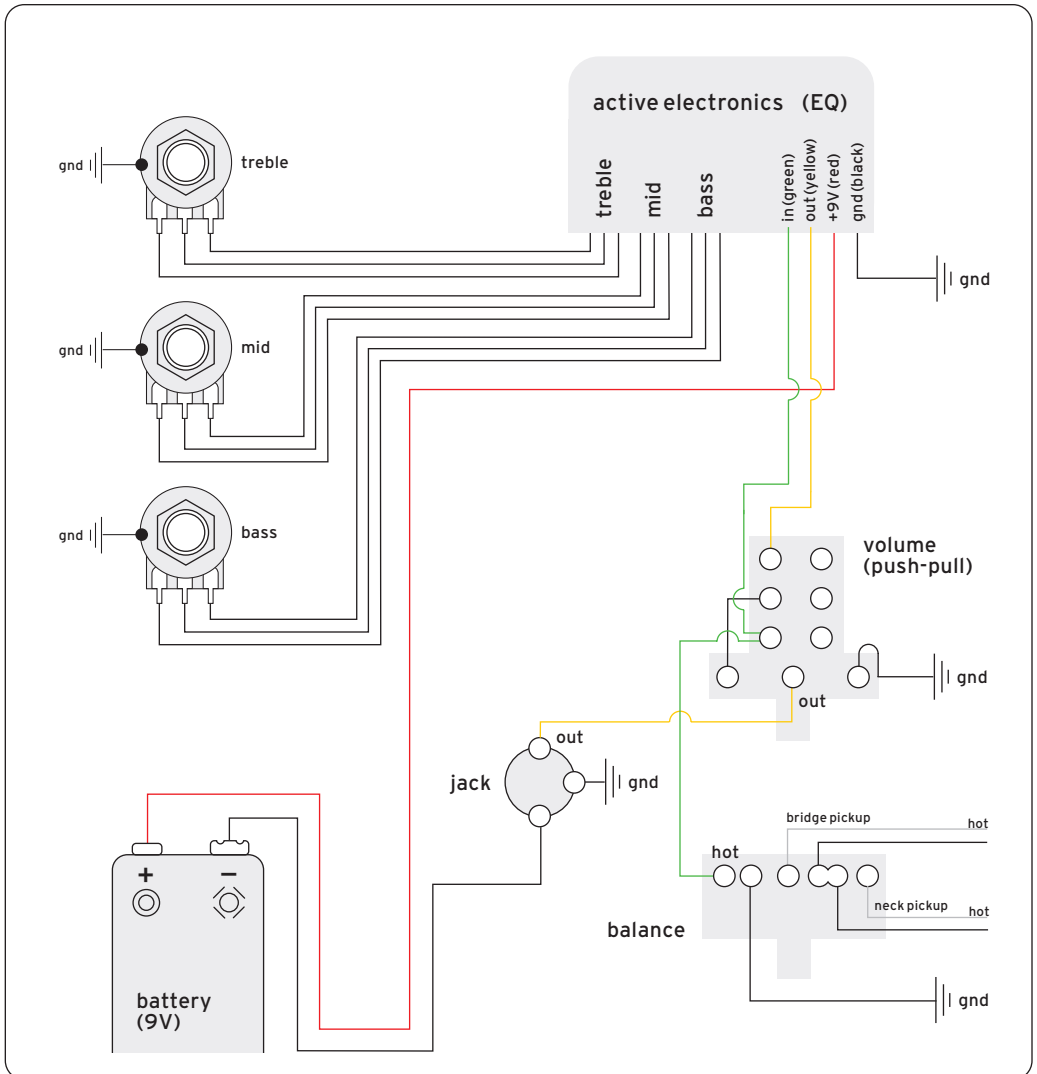 active electronics (EQ)
treble
mid
bass
in (green)
out (yellow)
+9V (red)
gnd (black)
gnd
treble
gnd
gnd
mid
gnd
bass
volume
(push-pull)
gnd
out
out
jack
gnd
bridge pickup
hot
hot
neck pickup
hot
balance
gnd
+
–
battery
(9V)